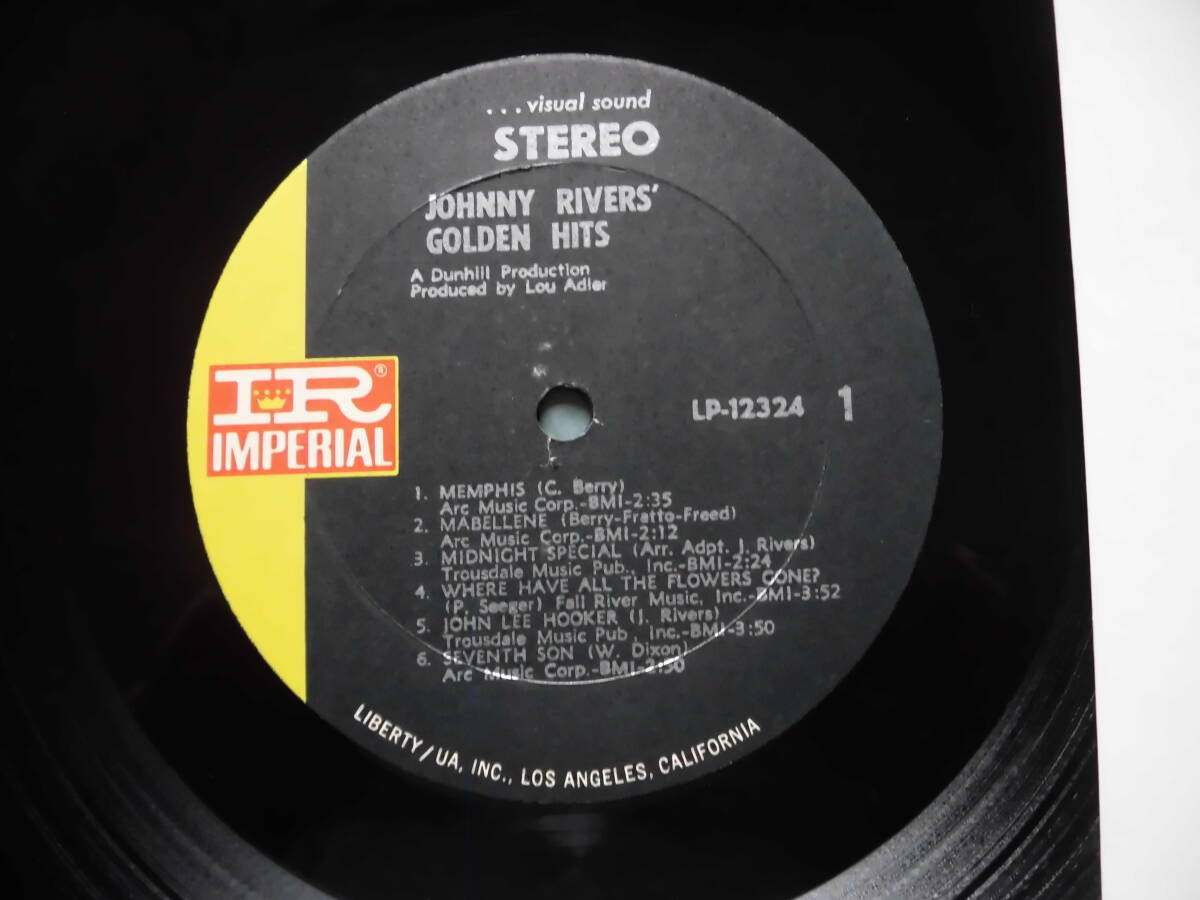 ...visual sound
STEREO
JOHNNY RIVERS'
GOLDEN HITS
A Dunhill Production
Produced by Lou Adler
IR®
IMPERIAL
LP-12324 1
1. MEMPHIS (C. Berry)
Arc Music Corp.-BMI-2:35
2. MABELLENE (Berry-Fratto-Freed)
Arc Music Corp.-BMI-2:12
3. MIDNIGHT SPECIAL (Arr. Adpt. J. Rivers)
Trousdale Music Pub., Inc.-BMI-2:24
4. WHERE HAVE ALL THE FLOWERS GONE?
(P. Seeger) Fall River Music, Inc.-BMI-3:52
5. JOHN LEE HOOKER (J. Rivers)
Trousdale Music Pub, Inc.-BMI-3:50
6. SEVENTH SON (W. Dixon)
Arc Music Corp.-BMI-2:50
LIBERTY/UA, INC., LOS ANGELES, CALIFORNIA